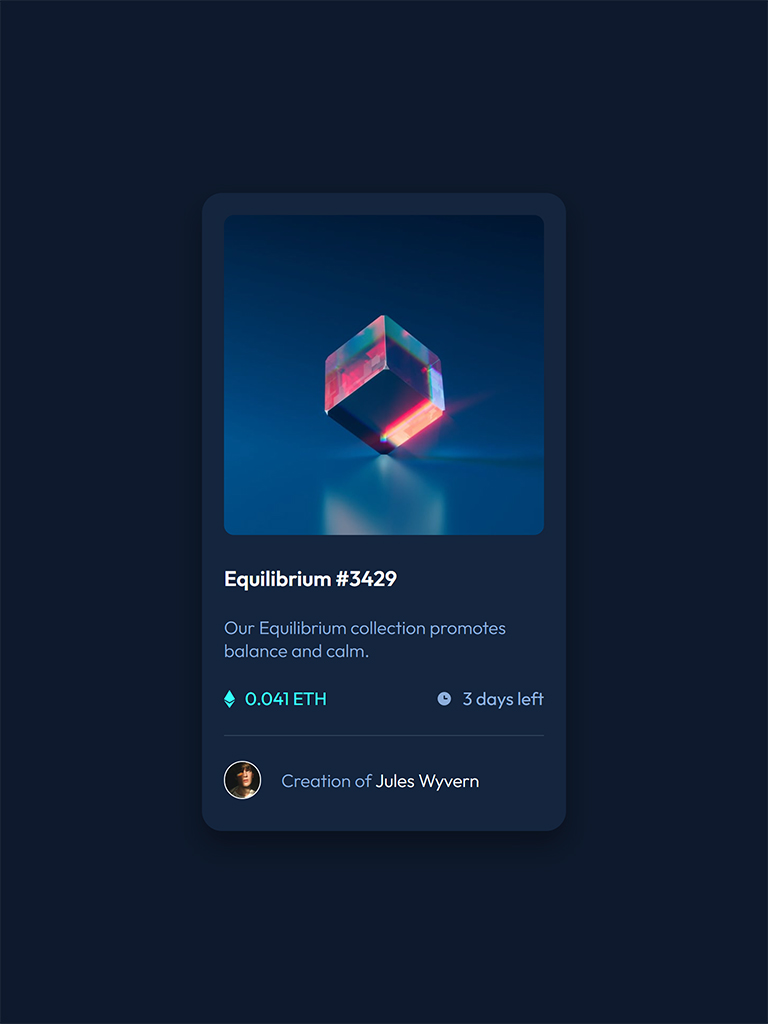 Equilibrium #3429
Our Equilibrium collection promotes
balance and calm.
0.041 ETH
3 days left
Creation of Jules Wyvern